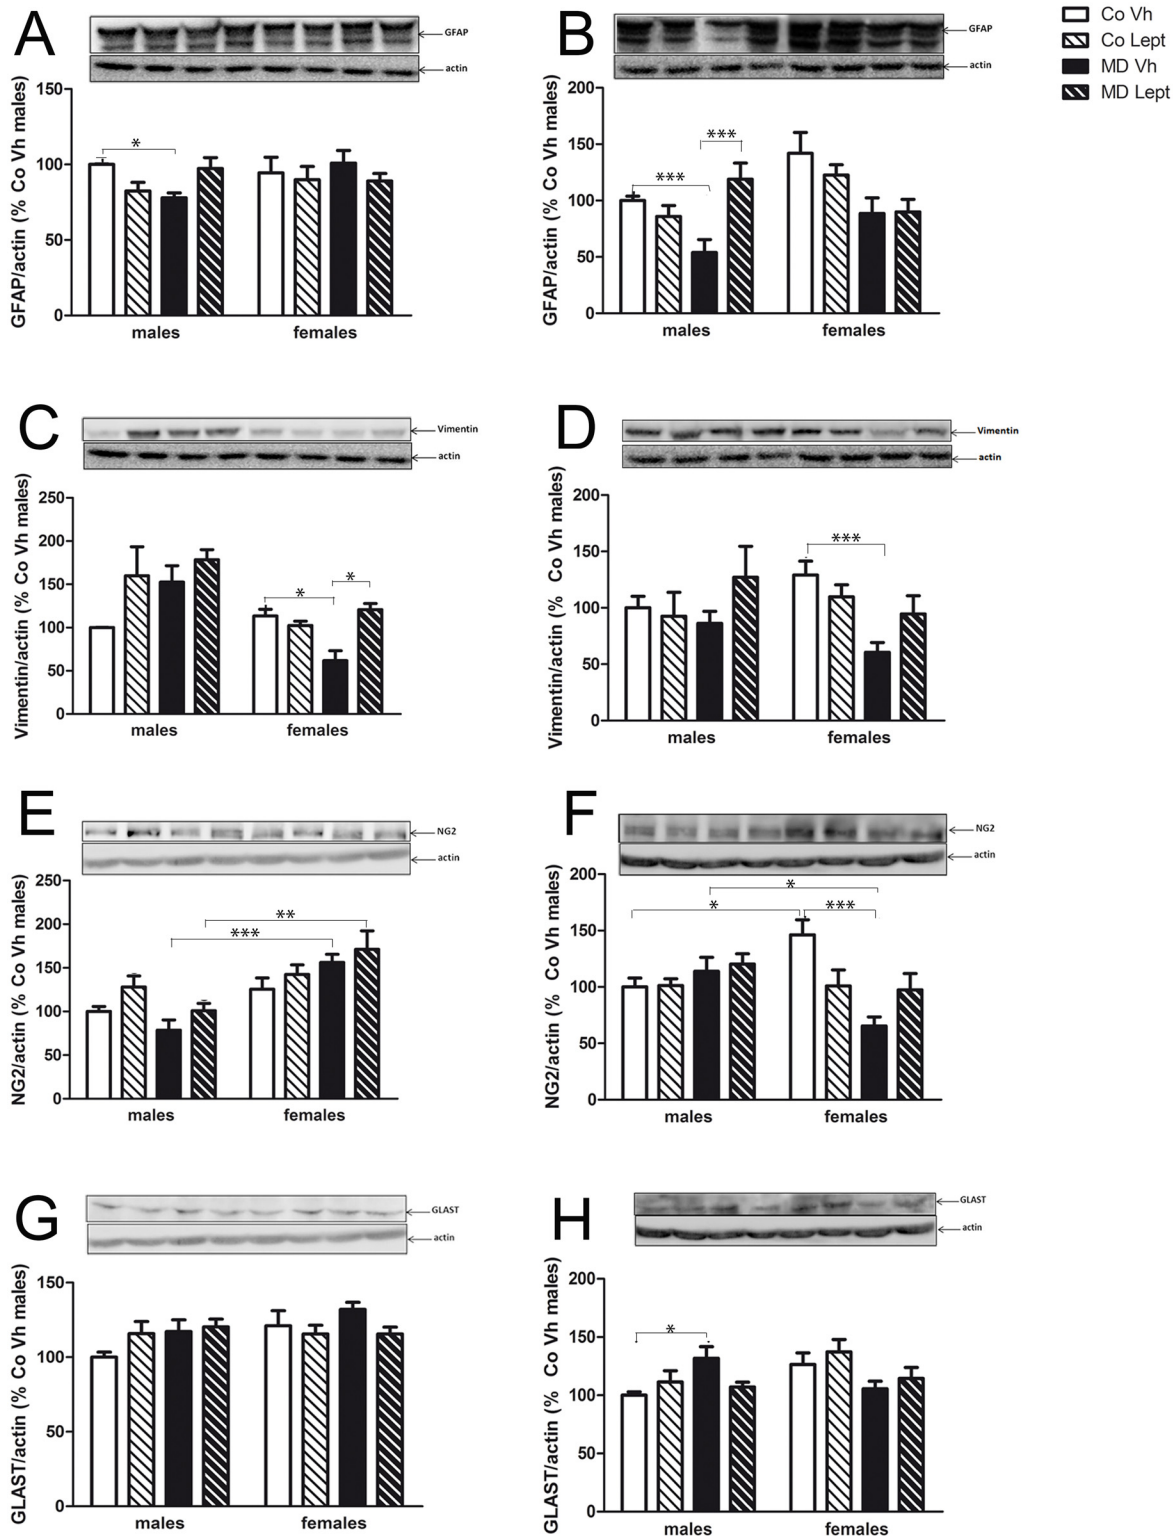 A
GFAP
actin
GFAP/actin (% Co Vh males)
150
100
50
0
*
males
females
B
GFAP
actin
GFAP/actin (% Co Vh males)
200
150
100
50
0
***
***
males
females
Co Vh
Co Lept
MD Vh
MD Lept
C
Vimentin
actin
Vimentin/actin (% Co Vh males)
250
200
150
100
50
0
*
*
males
females
D
Vimentin
actin
Vimentin/actin (% Co Vh males)
200
150
100
50
0
***
males
females
E
NG2
actin
NG2/actin (% Co Vh males)
250
200
150
100
50
0
**
***
males
females
F
NG2
actin
NG2/actin (% Co Vh males)
200
150
100
50
0
*
*
***
males
females
G
GLAST
actin
GLAST/actin (% Co Vh males)
150
100
50
0
males
females
H
GLAST
actin
GLAST/actin (% Co Vh males)
200
150
100
50
0
*
males
females